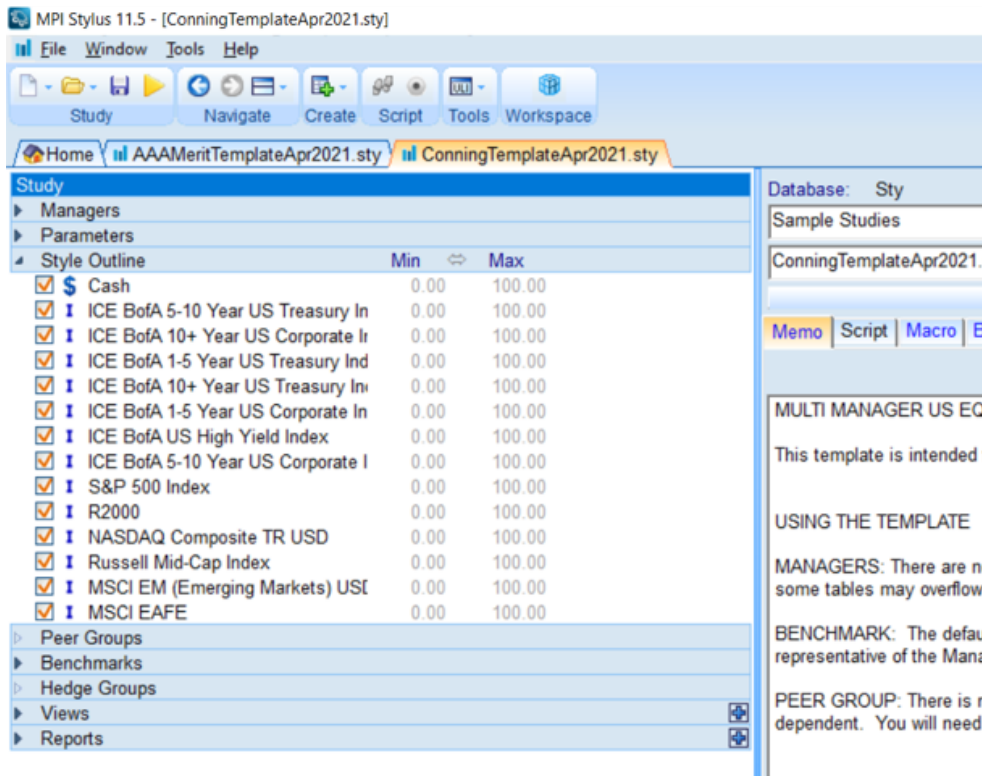 MPI Stylus 11.5 - [ConningTemplateApr2021.sty]
File Window Tools Help
Study Navigate Create Script Tools Workspace
Home AAAMeritTemplateApr2021.sty ConningTemplateApr2021.sty
Study
Managers
Parameters
Style Outline Min Max
$ Cash 0.00 100.00
I ICE BofA 5-10 Year US Treasury In 0.00 100.00
I ICE BofA 10+ Year US Corporate Ir 0.00 100.00
I ICE BofA 1-5 Year US Treasury Ind 0.00 100.00
I ICE BofA 10+ Year US Treasury In 0.00 100.00
I ICE BofA 1-5 Year US Corporate In 0.00 100.00
I ICE BofA US High Yield Index 0.00 100.00
I ICE BofA 5-10 Year US Corporate I 0.00 100.00
I S&P 500 Index 0.00 100.00
I R2000 0.00 100.00
I NASDAQ Composite TR USD 0.00 100.00
I Russell Mid-Cap Index 0.00 100.00
I MSCI EM (Emerging Markets) USD 0.00 100.00
I MSCI EAFE 0.00 100.00
Peer Groups
Benchmarks
Hedge Groups
Views
Reports
Database: Sty
Sample Studies
ConningTemplateApr2021.
Memo Script Macro
MULTI MANAGER US EQ
This template is intended
USING THE TEMPLATE
MANAGERS: There are n
some tables may overflow
BENCHMARK: The defau
representative of the Mana
PEER GROUP: There is
dependent. You will need